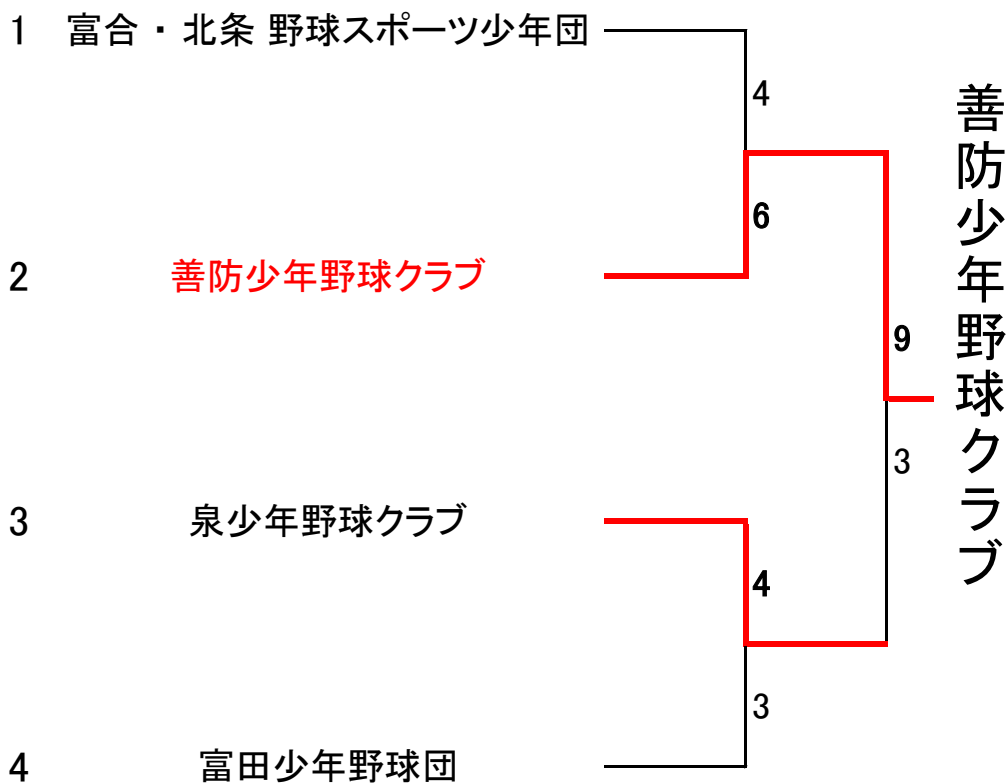 1 富合 ・ 北条 野球スポーツ少年団
4
6
2 善防少年野球クラブ
9
3
3 泉少年野球クラブ
4
3
4 富田少年野球団
善防少年野球クラブ